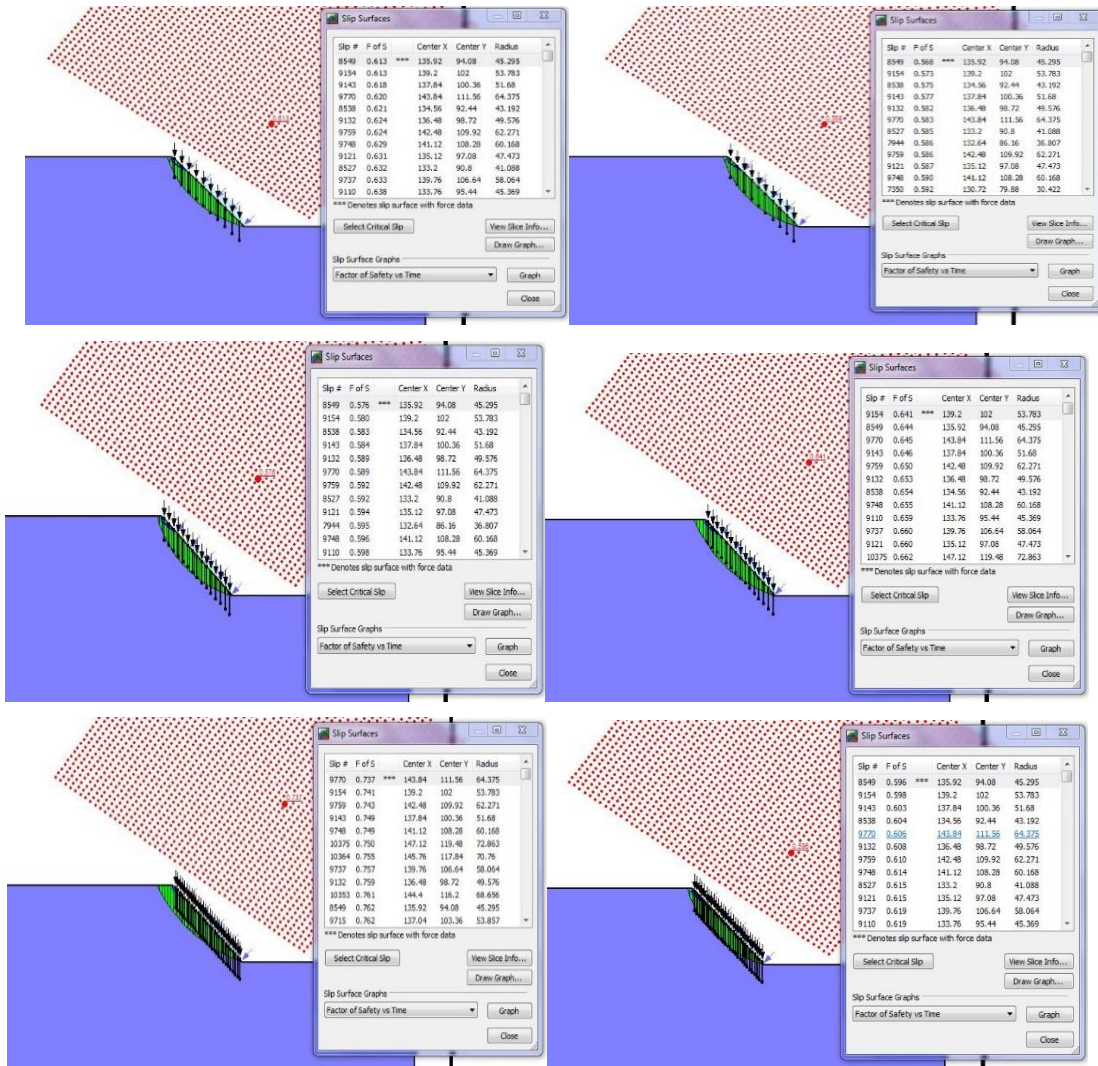 Slip Surfaces
Slip # F of S Center X Center Y Radius
8549 0.613 *** 135.92 94.08 45.295
9154 0.613 139.2 102 53.783
9143 0.618 137.84 100.36 51.68
9770 0.620 143.84 111.56 64.375
8538 0.621 134.56 92.44 43.192
9132 0.624 136.48 98.72 49.576
9759 0.624 142.48 109.92 62.271
9748 0.629 141.12 108.28 60.168
9121 0.631 135.12 97.08 47.473
8527 0.632 133.2 90.8 41.088
9737 0.633 139.76 106.64 58.064
9110 0.638 133.76 95.44 45.369
*** Denotes slip surface with force data
Select Critical Slip View Slice Info...
Draw Graph...
Slip Surface Graphs
Factor of Safety vs Time Graph
Close
Slip Surfaces
Slip # F of S Center X Center Y Radius
8549 0.568 *** 135.92 94.08 45.295
9154 0.573 139.2 102 53.783
8538 0.575 134.56 92.44 43.192
9143 0.577 137.84 100.36 51.68
9132 0.582 136.48 98.72 49.576
9770 0.583 143.84 111.56 64.375
8527 0.585 133.2 90.8 41.088
7944 0.586 132.64 86.16 36.807
9759 0.586 142.48 109.92 62.271
9121 0.587 135.12 97.08 47.473
9748 0.590 141.12 108.28 60.168
7350 0.592 130.72 79.88 30.422
*** Denotes slip surface with force data
Select Critical Slip View Slice Info...
Draw Graph...
Slip Surface Graphs
Factor of Safety vs Time Graph
Close
Slip Surfaces
Slip # F of S Center X Center Y Radius
8549 0.576 *** 135.92 94.08 45.295
9154 0.580 139.2 102 53.783
8538 0.583 134.56 92.44 43.192
9143 0.584 137.84 100.36 51.68
9132 0.589 136.48 98.72 49.576
9770 0.589 143.84 111.56 64.375
9759 0.592 142.48 109.92 62.271
8527 0.592 133.2 90.8 41.088
9121 0.594 135.12 97.08 47.473
7944 0.595 132.64 86.16 36.807
9748 0.596 141.12 108.28 60.168
9110 0.598 133.76 95.44 45.369
*** Denotes slip surface with force data
Select Critical Slip View Slice Info...
Draw Graph...
Slip Surface Graphs
Factor of Safety vs Time Graph
Close
Slip Surfaces
Slip # F of S Center X Center Y Radius
9154 0.641 *** 139.2 102 53.783
8549 0.644 135.92 94.08 45.295
9770 0.645 143.84 111.56 64.375
9143 0.646 137.84 100.36 51.68
9759 0.650 142.48 109.92 62.271
9132 0.653 136.48 98.72 49.576
8538 0.654 134.56 92.44 43.192
9748 0.655 141.12 108.28 60.168
9110 0.659 133.76 95.44 45.369
9737 0.660 139.76 106.64 58.064
9121 0.660 135.12 97.08 47.473
10375 0.662 147.12 119.48 72.863
*** Denotes slip surface with force data
Select Critical Slip View Slice Info...
Draw Graph...
Slip Surface Graphs
Factor of Safety vs Time Graph
Close
Slip Surfaces
Slip # F of S Center X Center Y Radius
9770 0.737 *** 143.84 111.56 64.375
9154 0.741 139.2 102 53.783
9759 0.743 142.48 109.92 62.271
9143 0.749 137.84 100.36 51.68
9748 0.749 141.12 108.28 60.168
10375 0.750 147.12 119.48 72.863
10364 0.755 145.76 117.84 70.76
9737 0.757 139.76 106.64 58.064
9132 0.759 136.48 98.72 49.576
10353 0.761 144.4 116.2 68.656
8549 0.762 135.92 94.08 45.295
9715 0.762 137.04 103.36 53.857
*** Denotes slip surface with force data
Select Critical Slip View Slice Info...
Draw Graph...
Slip Surface Graphs
Factor of Safety vs Time Graph
Close
Slip Surfaces
Slip # F of S Center X Center Y Radius
8549 0.596 *** 135.92 94.08 45.295
9154 0.598 139.2 102 53.783
9143 0.603 137.84 100.36 51.68
8538 0.604 134.56 92.44 43.192
9770 0.606 143.84 111.56 64.375
9132 0.608 136.48 98.72 49.576
9759 0.610 142.48 109.92 62.271
9748 0.614 141.12 108.28 60.168
8527 0.615 133.2 90.8 41.088
9121 0.615 135.12 97.08 47.473
9737 0.619 139.76 106.64 58.064
9110 0.619 133.76 95.44 45.369
*** Denotes slip surface with force data
Select Critical Slip View Slice Info...
Draw Graph...
Slip Surface Graphs
Factor of Safety vs Time Graph
Close